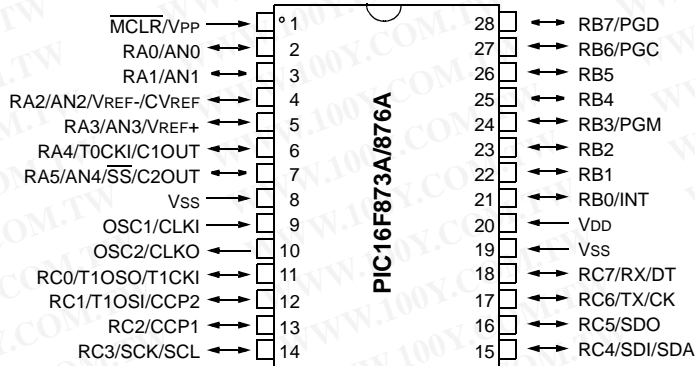 MCLR/VPP 1 28 RB7/PGD
RA0/AN0 2 27 RB6/PGC
RA1/AN1 3 26 RB5
RA2/AN2/VREF-/CVREF 4 25 RB4
RA3/AN3/VREF+ 5 24 RB3/PGM
RA4/T0CKI/C1OUT 6 23 RB2
RA5/AN4/SS/C2OUT 7 22 RB1
VSS 8 21 RB0/INT
OSC1/CLKI 9 20 VDD
OSC2/CLKO 10 19 VSS
RC0/T1OSO/T1CKI 11 18 RC7/RX/DT
RC1/T1OSI/CCP2 12 17 RC6/TX/CK
RC2/CCP1 13 16 RC5/SDO
RC3/SCK/SCL 14 15 RC4/SDI/SDA
PIC16F873A/876A
WWW.100Y.COM.TW